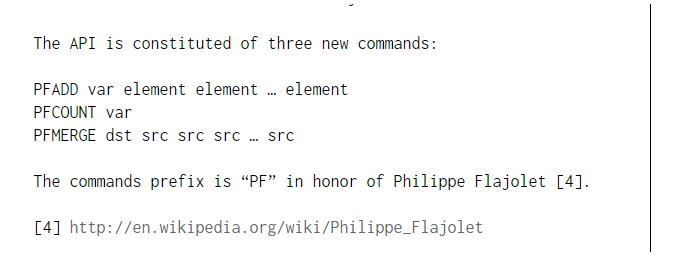 The API is constituted of three new commands:
PFADD var element element … element
PFCOUNT var
PFMERGE dst src src src … src
The commands prefix is “PF” in honor of Philippe Flajolet [4].
[4] http://en.wikipedia.org/wiki/Philippe_Flajolet